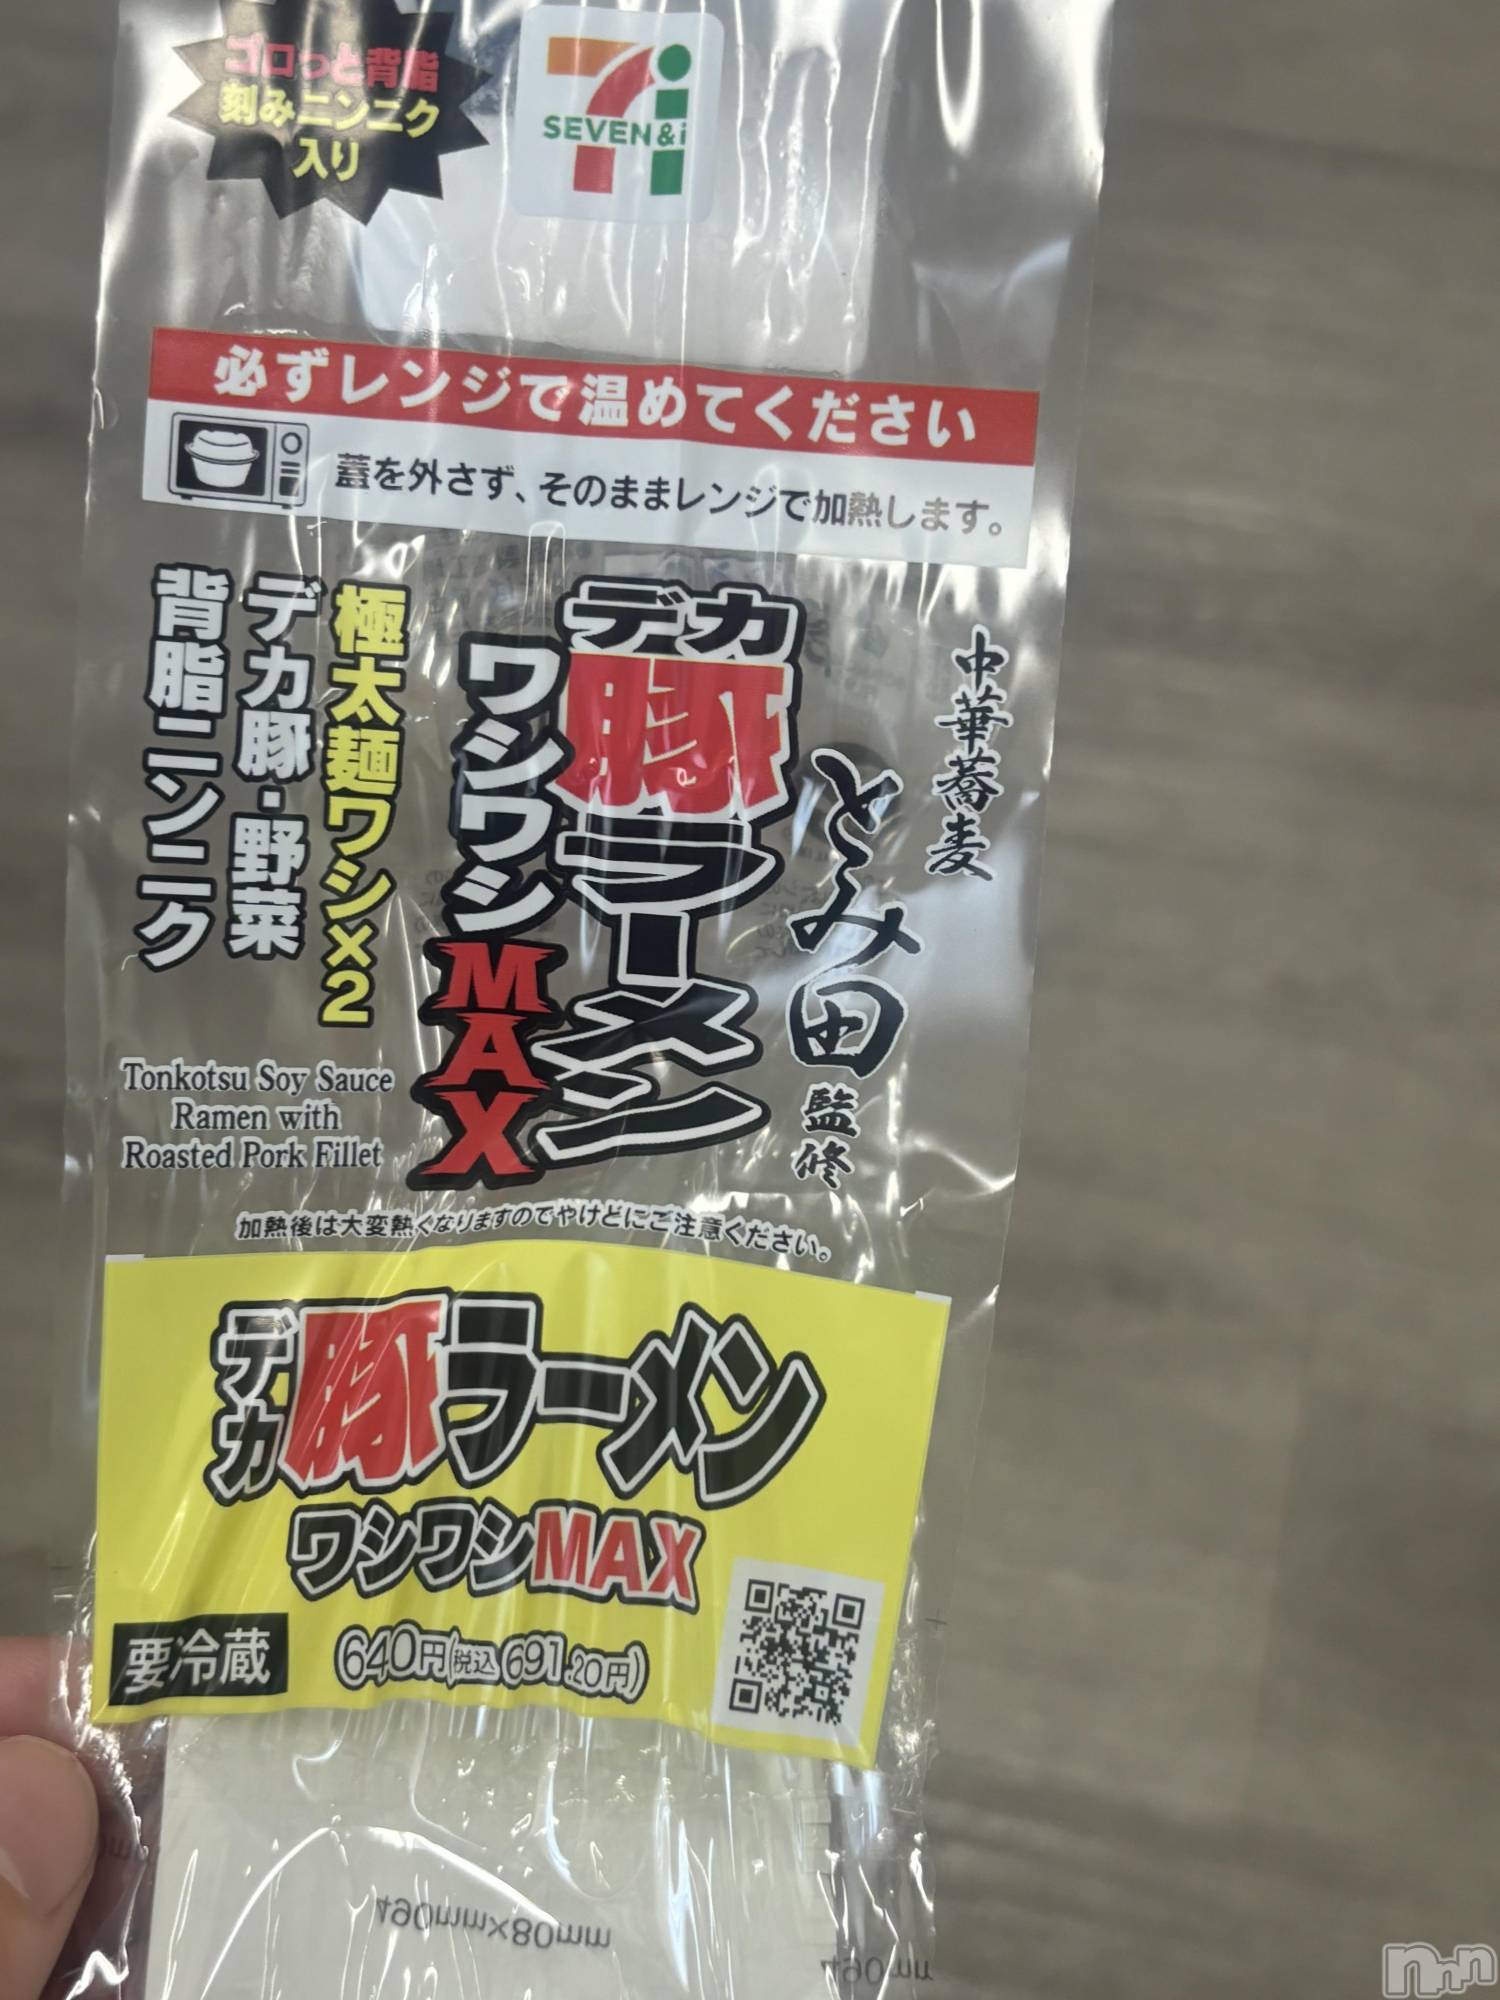 ゴロっと背脂
刻みニンニク
入り
SEVEN&i
必ずレンジで温めてください
蓋を外さず、そのままレンジで加熱します。
中華蕎麦
とみ田
監修
デカ
豚ラーメン
ワシワシMAX
極太麺ワシ×2
デカ豚・野菜
背脂ニンニク
Tonkotsu Soy Sauce
Ramen with
Roasted Pork Fillet
加熱後は大変熱くなりますのでやけどにご注意ください。
デカ豚ラーメン
ワシワシMAX
要冷蔵
640円(税込691.20円)
490mm×80mm
490mm
nnn